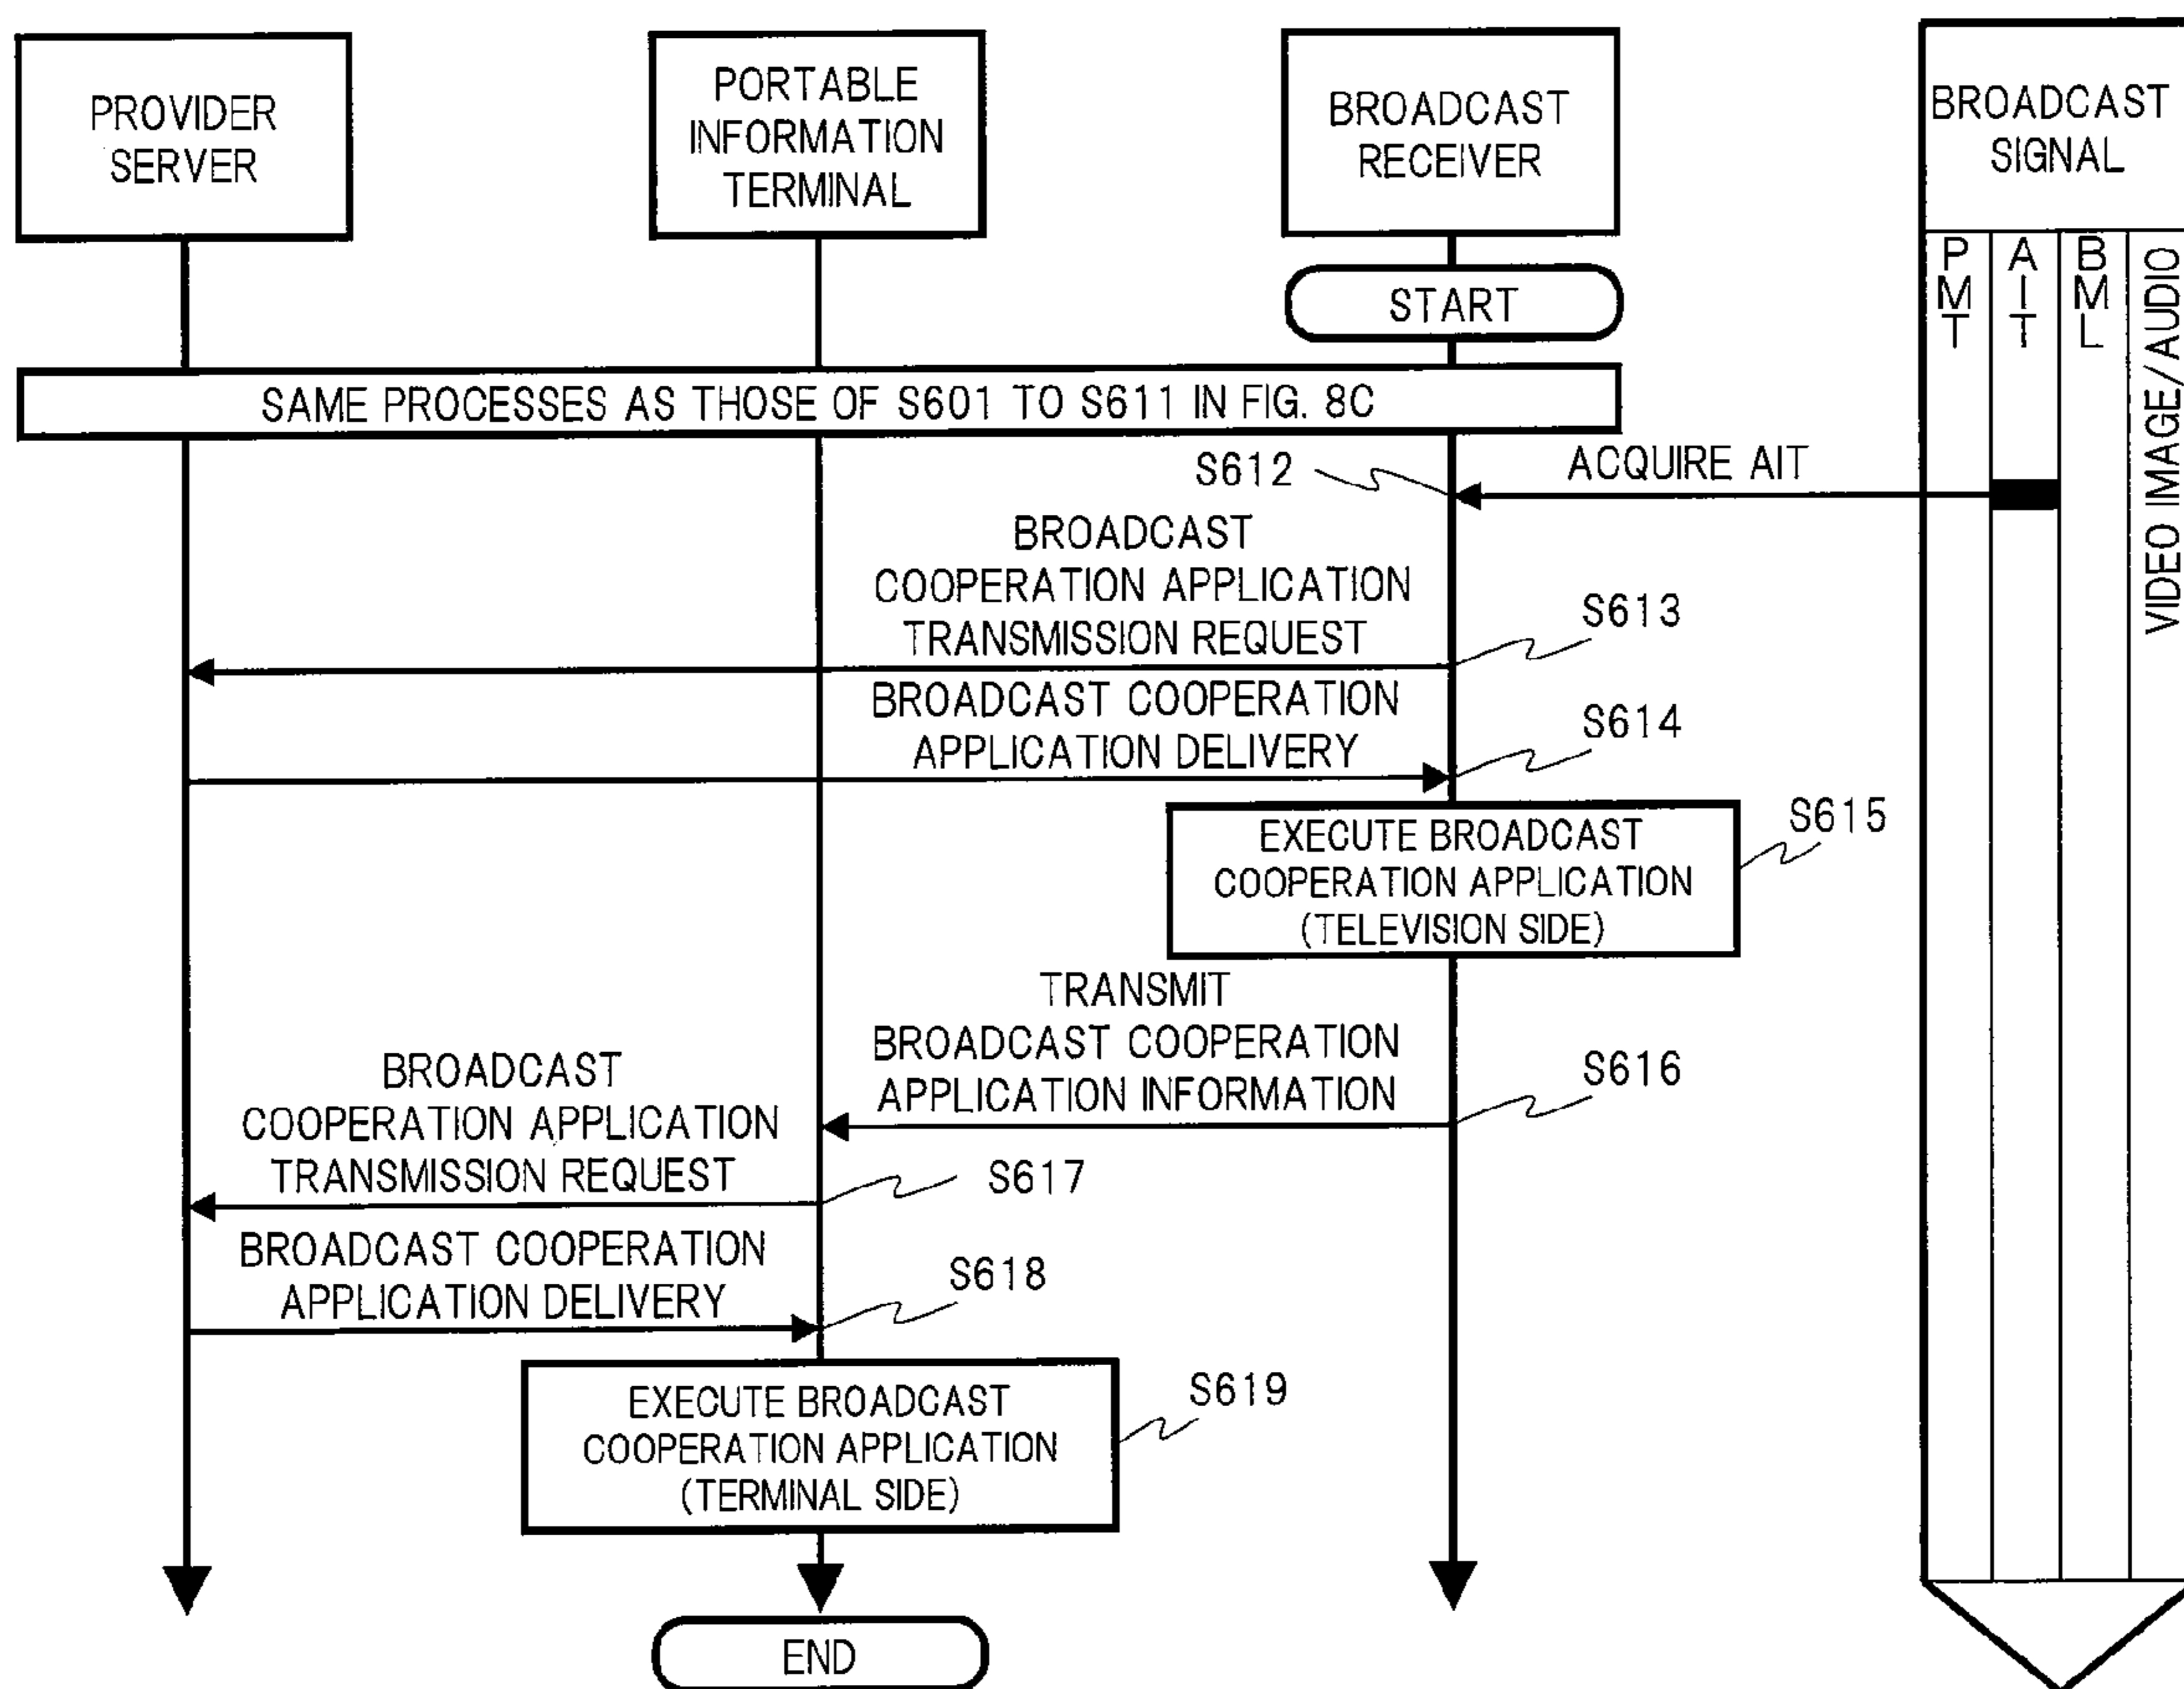 PROVIDER
SERVER
PORTABLE
INFORMATION
TERMINAL
BROADCAST
RECEIVER
BROADCAST
SIGNAL
START
PMT
AIT
BML
VIDEO IMAGE/AUDIO
SAME PROCESSES AS THOSE OF S601 TO S611 IN FIG. 8C
S612
ACQUIRE AIT
BROADCAST
COOPERATION APPLICATION
TRANSMISSION REQUEST
S613
BROADCAST COOPERATION
APPLICATION DELIVERY
S614
EXECUTE BROADCAST
COOPERATION APPLICATION
(TELEVISION SIDE)
S615
TRANSMIT
BROADCAST COOPERATION
APPLICATION INFORMATION
S616
BROADCAST
COOPERATION APPLICATION
TRANSMISSION REQUEST
S617
BROADCAST COOPERATION
APPLICATION DELIVERY
S618
EXECUTE BROADCAST
COOPERATION APPLICATION
(TERMINAL SIDE)
S619
END